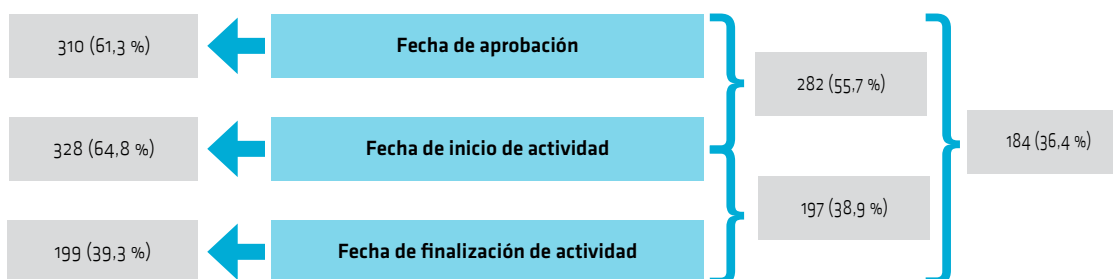 310 (61,3 %)
Fecha de aprobación
282 (55,7 %)
328 (64,8 %)
Fecha de inicio de actividad
184 (36,4 %)
197 (38,9 %)
199 (39,3 %)
Fecha de finalización de actividad